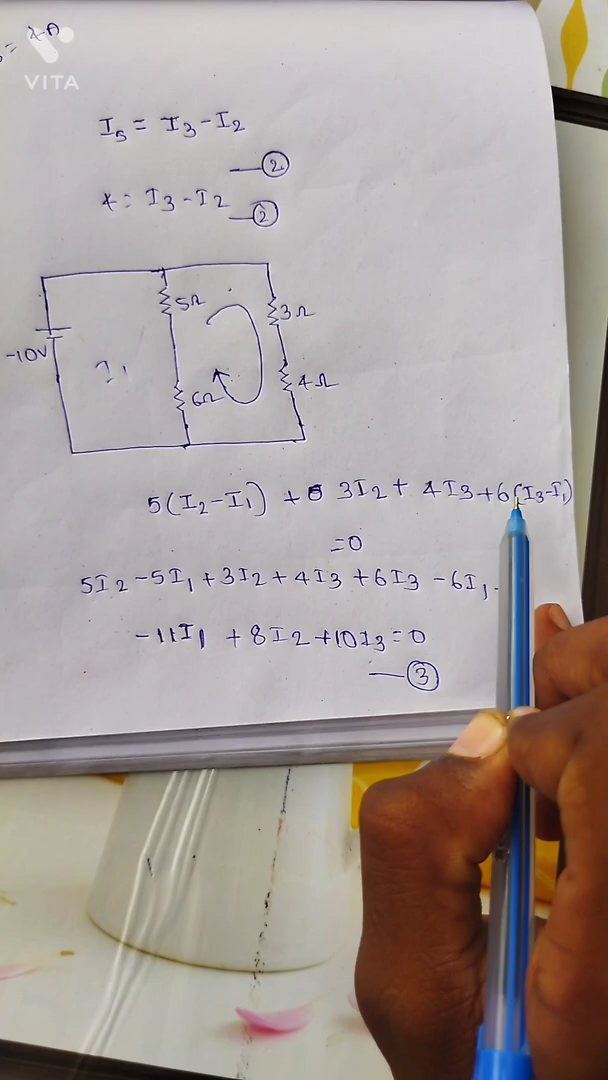 VITA
I₅ = I₃ - I₂
— ②
I₃ - I₂ — ②
5Ω
3Ω
-10V
I₁
6Ω
4Ω
5(I₂ - I₁) + 3I₂ + 4I₃ + 6(I₃ - I₁)
= 0
5I₂ - 5I₁ + 3I₂ + 4I₃ + 6I₃ - 6I₁
-11I₁ + 8I₂ + 10I₃ = 0
— ③